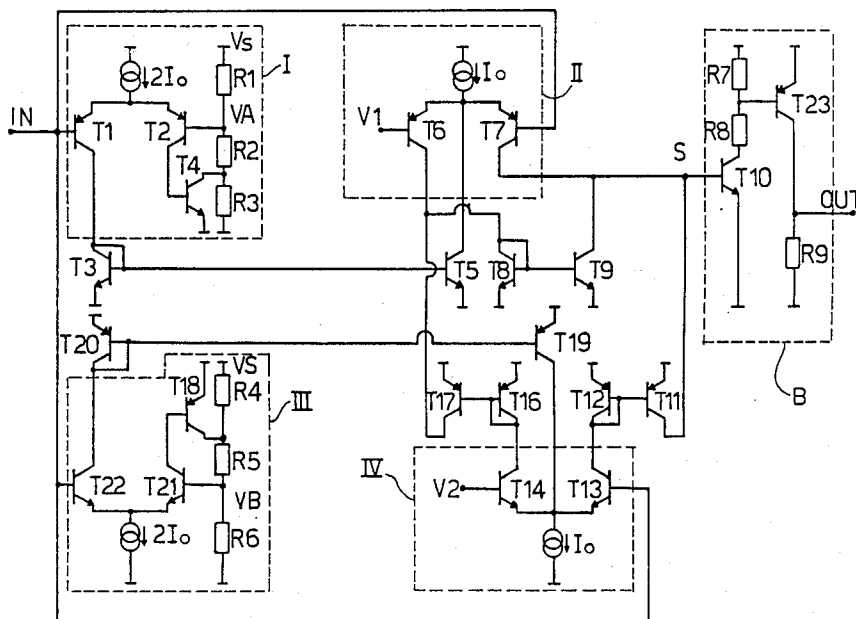 Vs
I
2Io
R1
II
Io
R7
IN
VA
T1
T2
R2
T4
R3
V1
T6
T7
S
R8
T23
T10
OUT
T3
T5
T8
T9
R9
T20
T19
B
T18
VS
R4
III
T17
T16
T12
T11
R5
IV
T22
T21
VB
V2
T14
T13
2Io
R6
Io